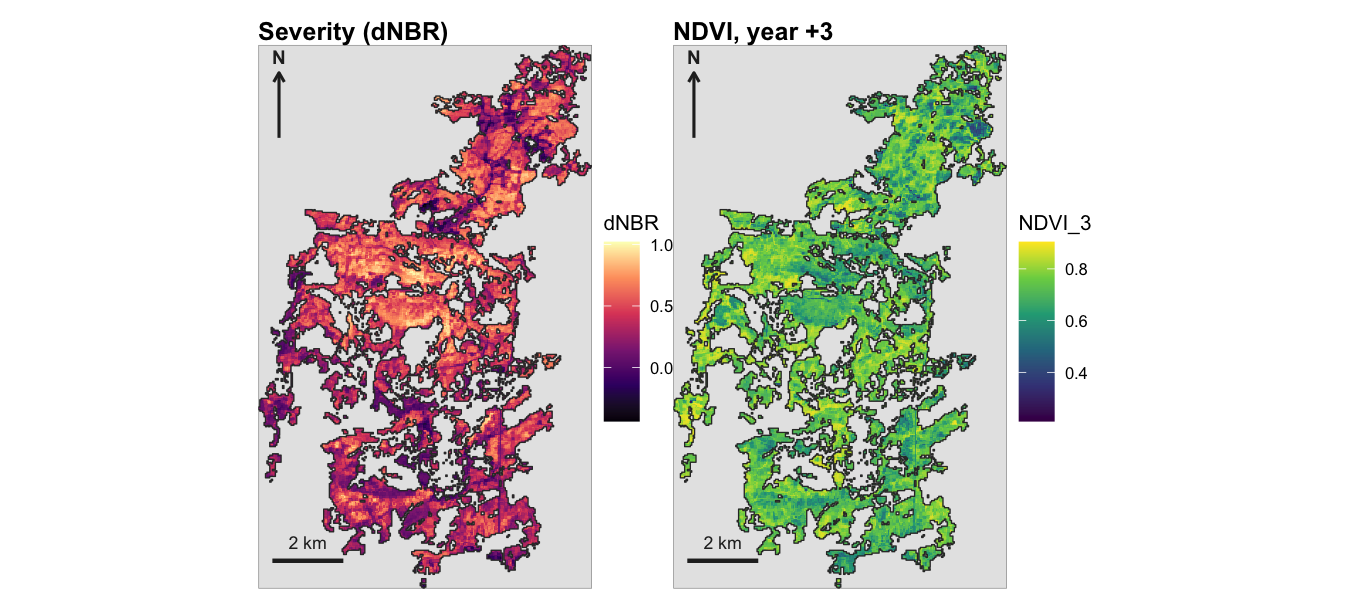 Severity (dNBR)
N
dNBR
1.0
0.5
0.0
2 km
NDVI, year +3
N
NDVI_3
0.8
0.6
0.4
2 km